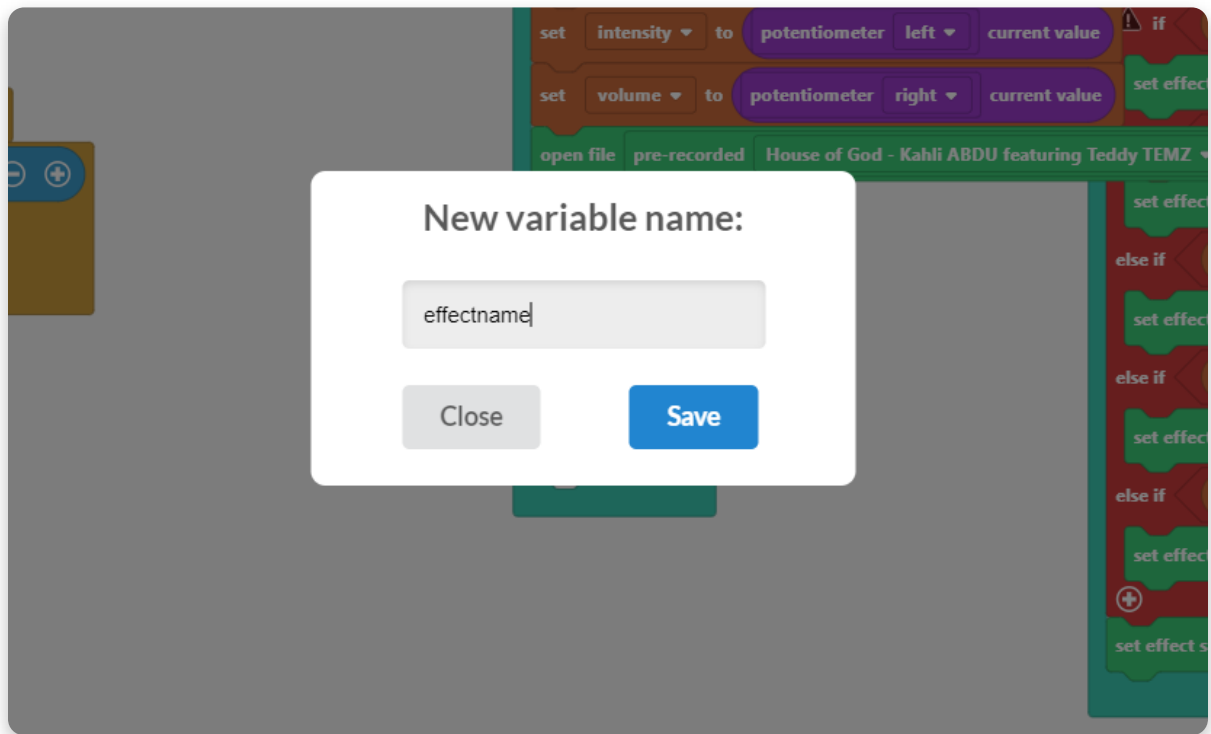 set intensity to potentiometer left current value
if
set volume to potentiometer right current value
set effec
open file pre-recorded House of God - Kahli ABDU featuring Teddy TEMZ
New variable name:
set effec
else if
effectname
set effec
else if
Close Save
set effec
else if
set effec
set effect s